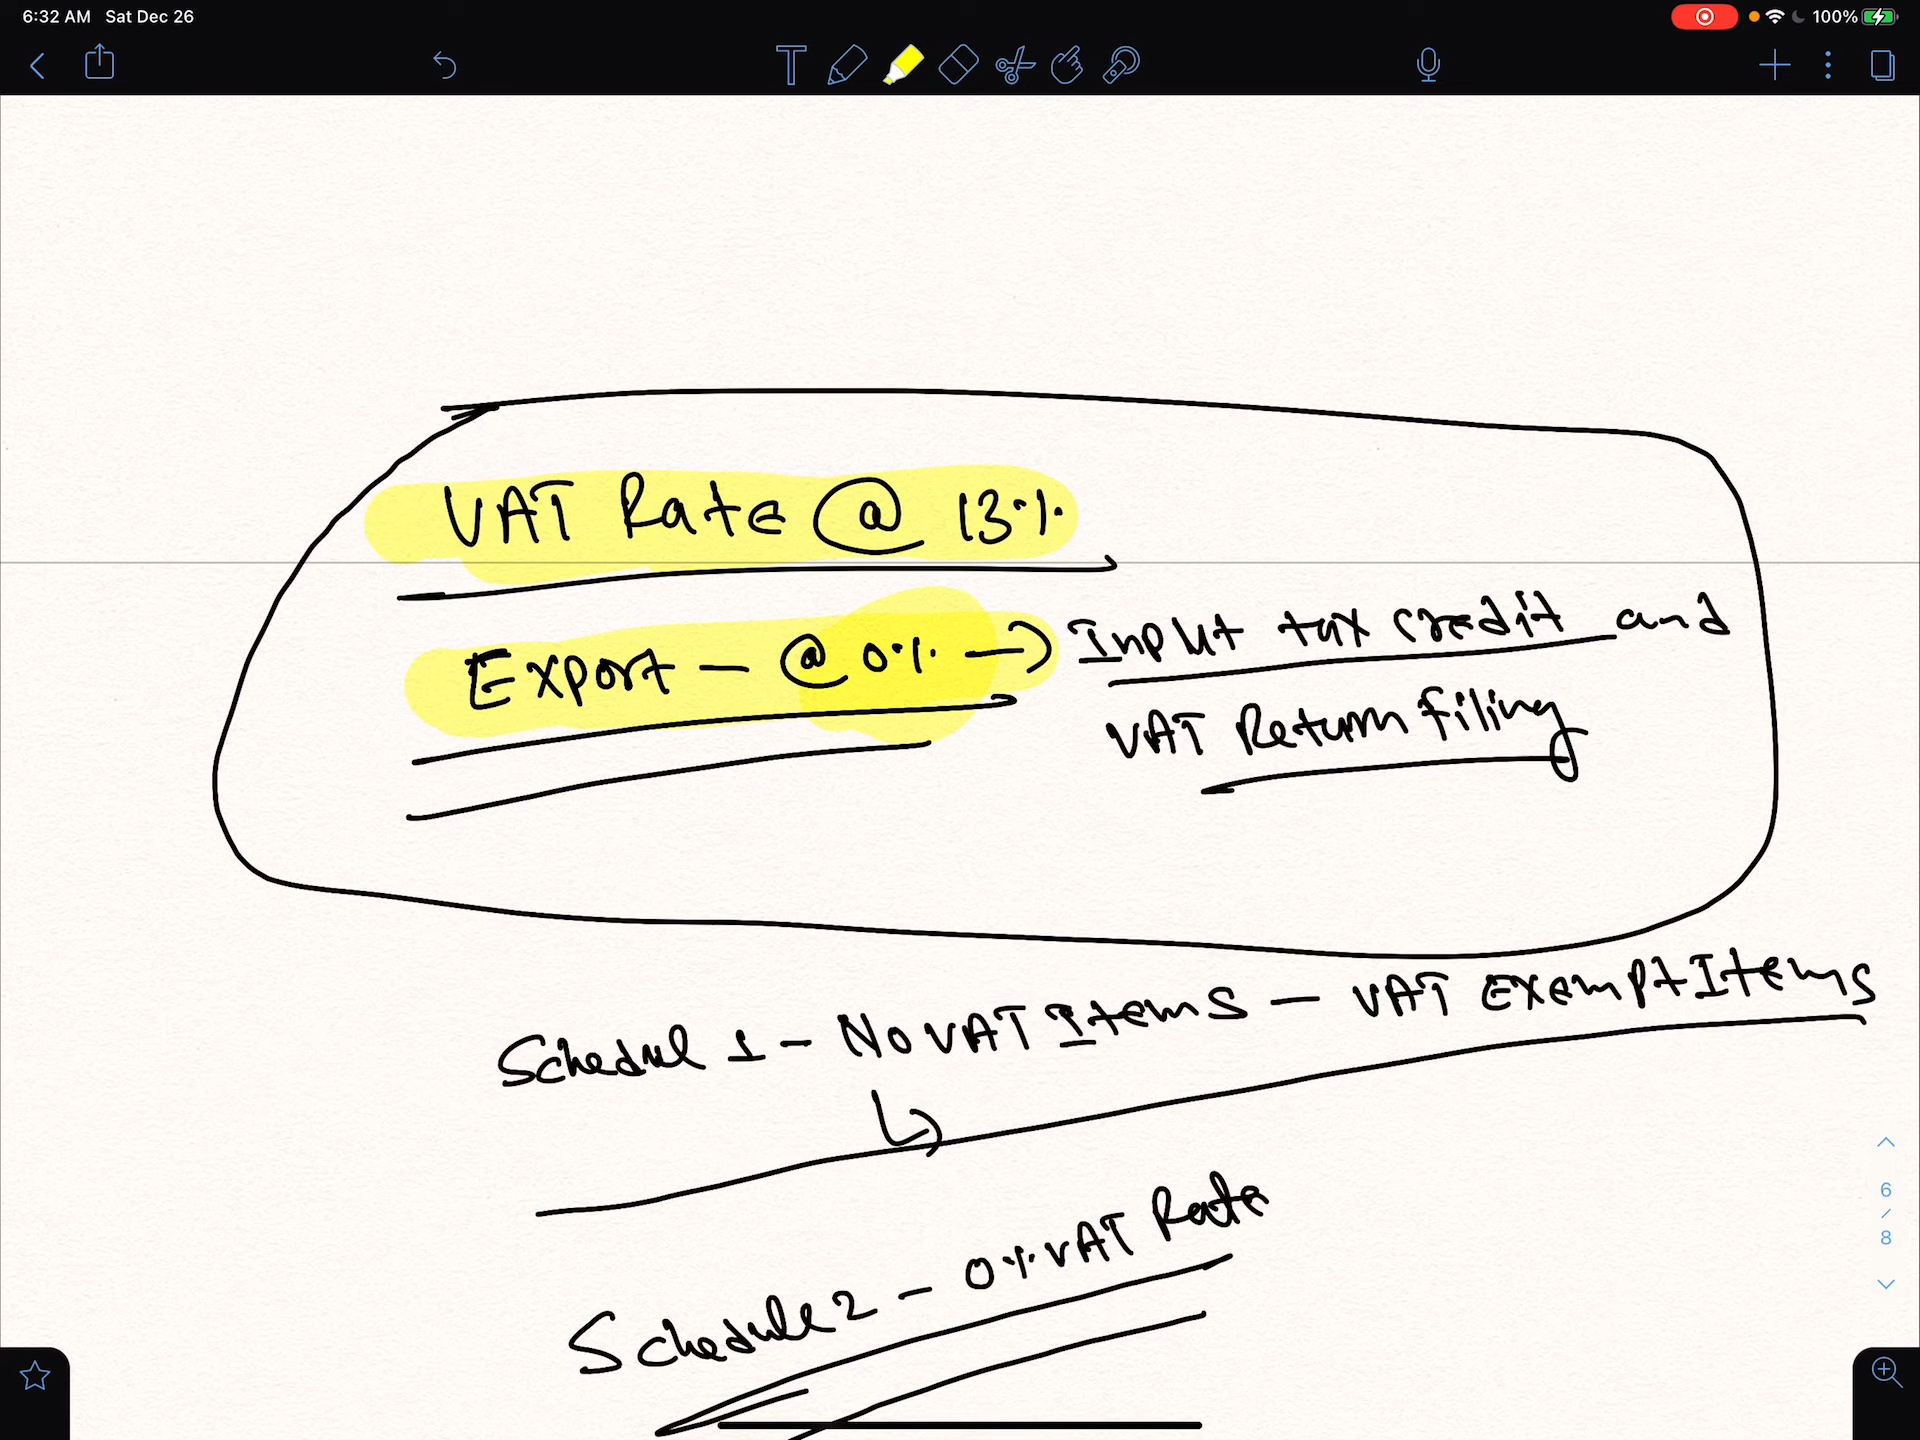 6:32 AM Sat Dec 26
100%
VAT Rate @ 13%
Export - @ 0% → Input tax credit and
VAT Return filing
Schedul 1 - No VAT Items - VAT Exempt Items
Schedule 2 - 0% VAT Rate
6
/
8